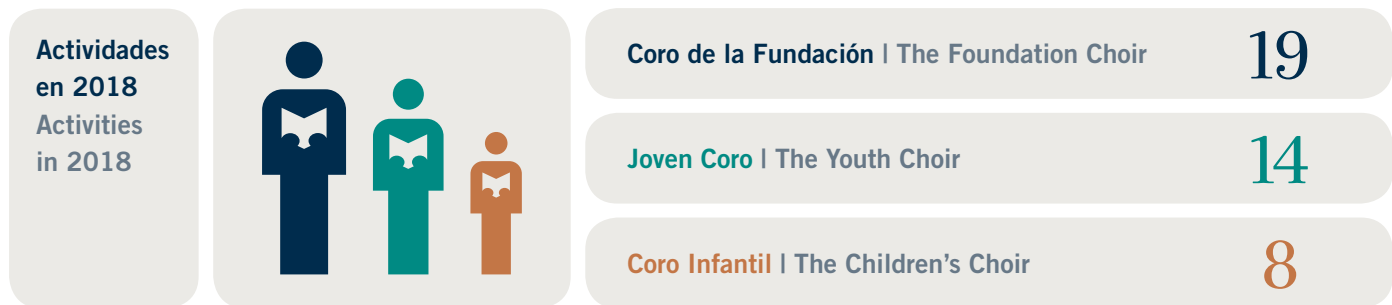 Actividades
en 2018
Activities
in 2018
Coro de la Fundación | The Foundation Choir 19
Joven Coro | The Youth Choir 14
Coro Infantil | The Children’s Choir 8